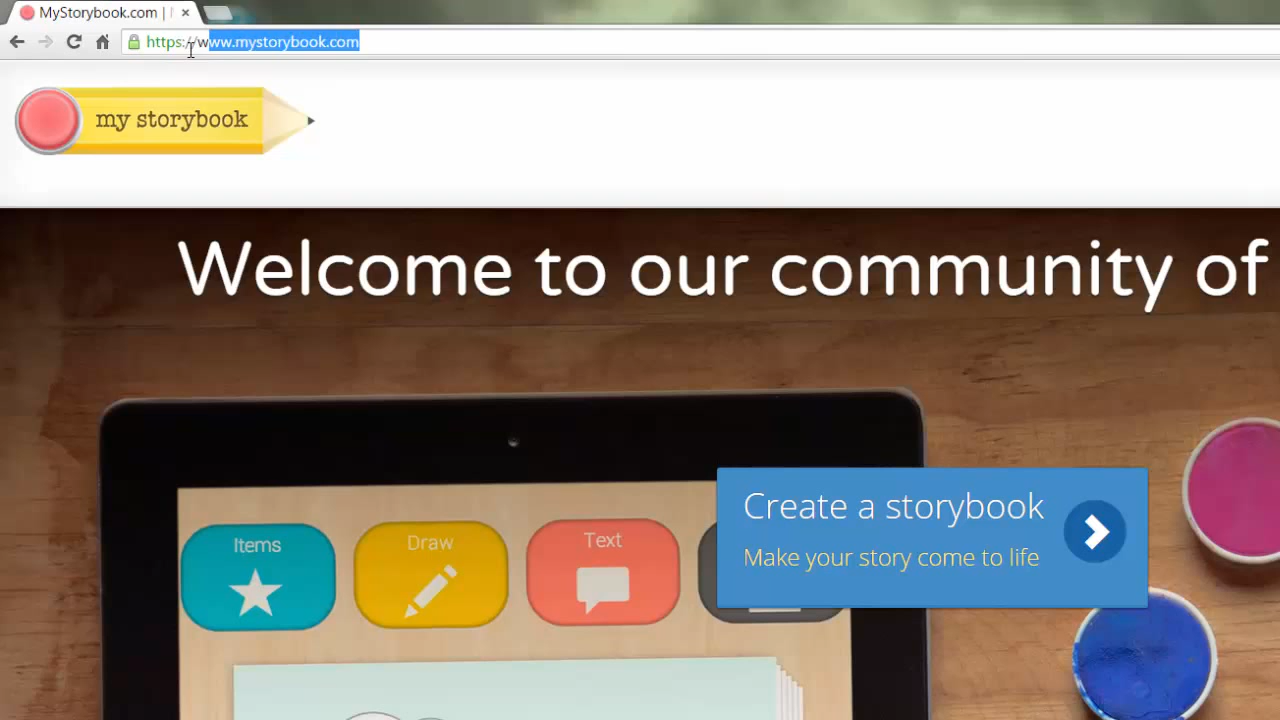 MyStorybook.com |
https://www.mystorybook.com
my storybook
Welcome to our community of
Create a storybook
Make your story come to life
Items
Draw
Text